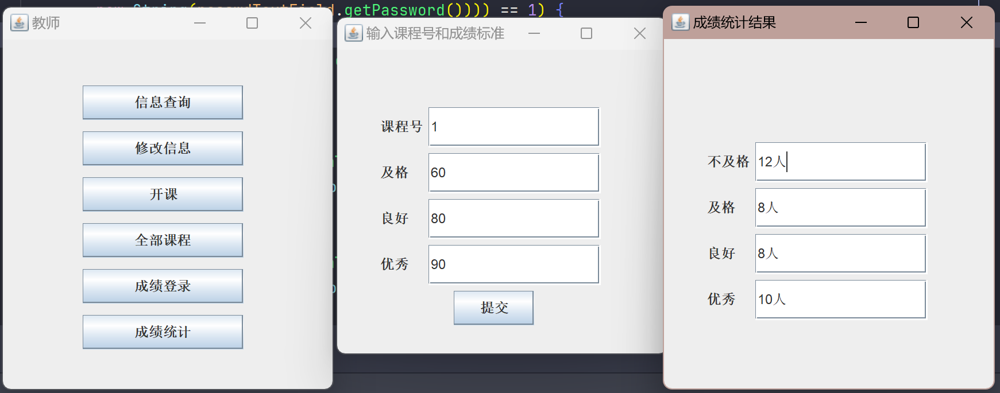 new String(passwdTextField.getPassword()))) == 1) {
教师
信息查询
修改信息
开课
全部课程
成绩登录
成绩统计
输入课程号和成绩标准
课程号 1
及格 60
良好 80
优秀 90
提交
成绩统计结果
不及格 12人
及格 8人
良好 8人
优秀 10人